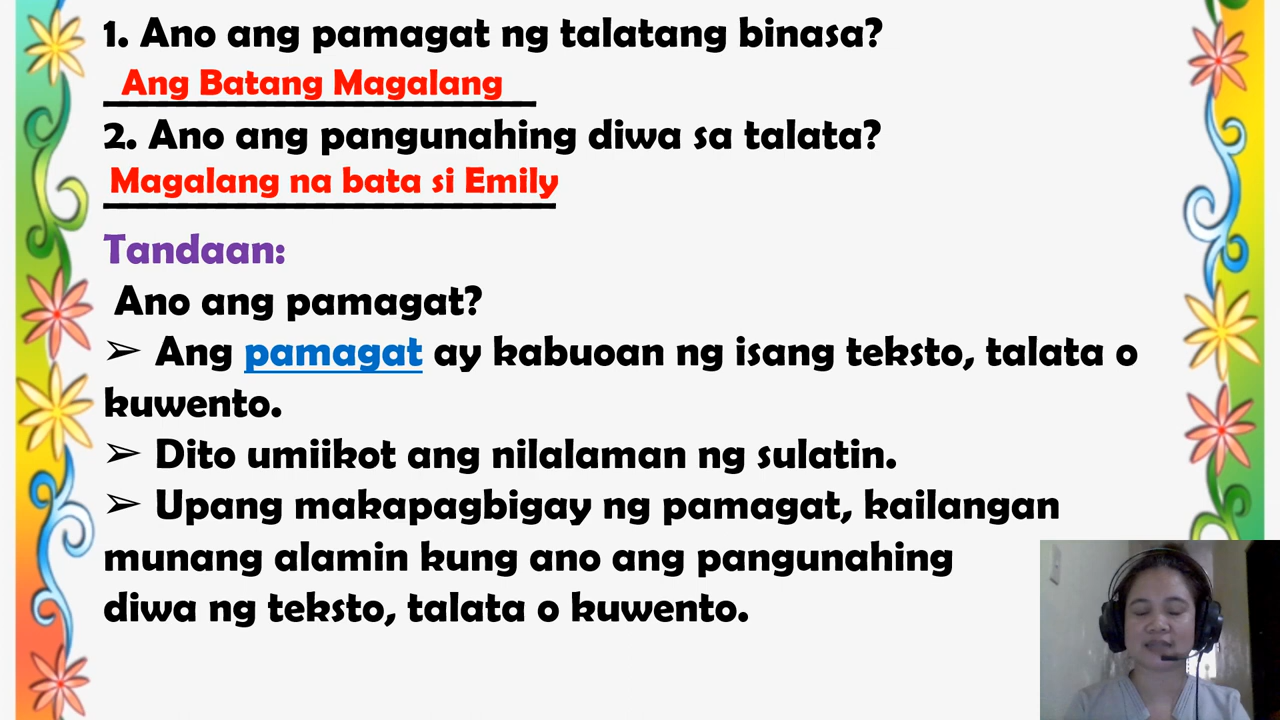 1. Ano ang pamagat ng talatang binasa?
Ang Batang Magalang
2. Ano ang pangunahing diwa sa talata?
Magalang na bata si Emily
Tandaan:
Ano ang pamagat?
➢ Ang pamagat ay kabuoan ng isang teksto, talata o
kuwento.
➢ Dito umiikot ang nilalaman ng sulatin.
➢ Upang makapagbigay ng pamagat, kailangan
munang alamin kung ano ang pangunahing
diwa ng teksto, talata o kuwento.